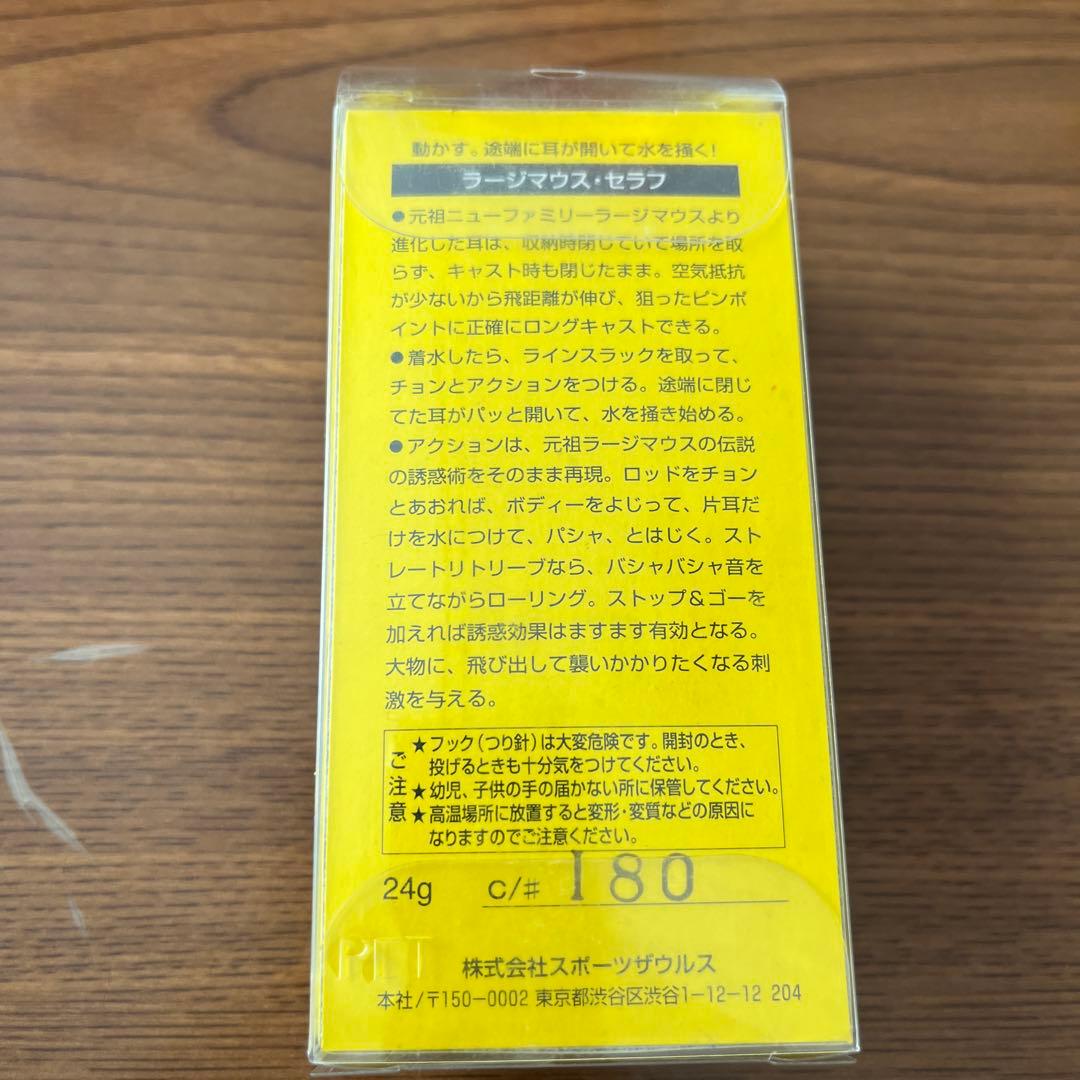 動かす。途端に耳が開いて水を掻く!
ラージマウス・セラフ
●元祖ニューファミリーラージマウスより
進化した耳は、収納時閉じていて場所を取
らず、キャスト時も閉じたまま。空気抵抗
が少ないから飛距離が伸び、狙ったピンポ
イントに正確にロングキャストできる。
●着水したら、ラインスラックを取って、
チョンとアクションをつける。途端に閉じ
てた耳がパッと開いて、水を掻き始める。
●アクションは、元祖ラージマウスの伝説
の誘惑術をそのまま再現。ロッドをチョン
とあおれば、ボディーをよじって、片耳だ
けを水につけて、パシャ、とはじく。スト
レートリトリーブなら、バシャバシャ音を
立てながらローリング。ストップ&ゴーを
加えれば誘惑効果はますます有効となる。
大物に、飛び出して襲いかかりたくなる刺
激を与える。
ご注意
★フック(つり針)は大変危険です。開封のとき、
投げるときも十分気をつけてください。
★幼児、子供の手の届かない所に保管してください。
★高温場所に放置すると変形・変質などの原因に
なりますのでご注意ください。
24g c/# 180
PET
株式会社スポーツザウルス
本社/〒150-0002 東京都渋谷区渋谷1-12-12 204